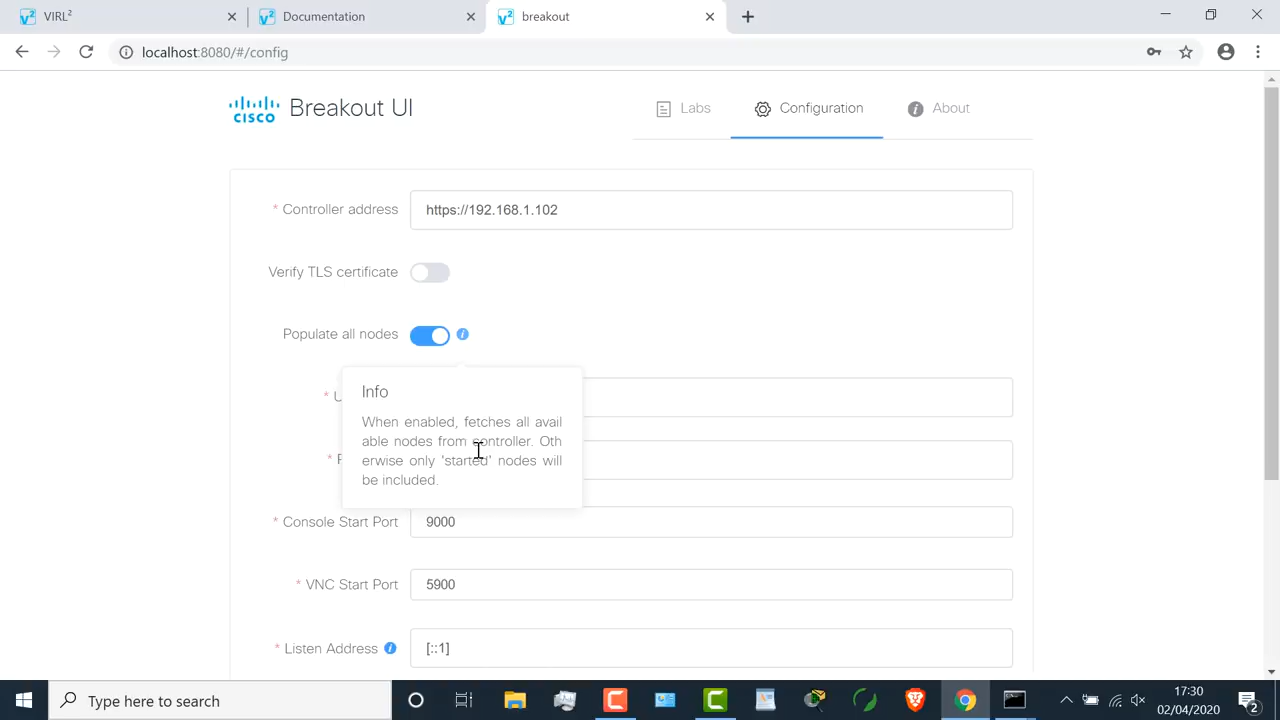 VIRL²
Documentation
breakout
localhost:8080/#/config
cisco
Breakout UI
Labs
Configuration
About
* Controller address
https://192.168.1.102
Verify TLS certificate
Populate all nodes
* U
Info
When enabled, fetches all avail
able nodes from controller. Oth
erwise only 'started' nodes will
be included.
* Console Start Port
9000
* VNC Start Port
5900
* Listen Address
[::1]
Type here to search
17:30
02/04/2020
2